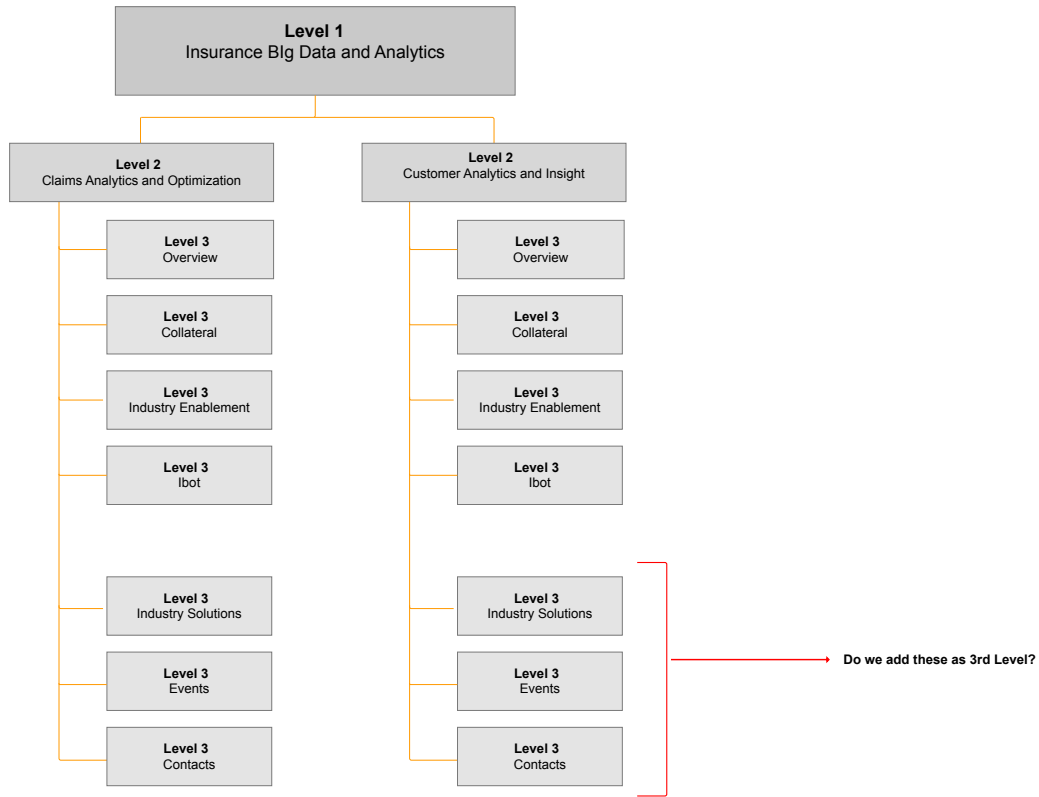 Level 1
Insurance BIg Data and Analytics
Level 2
Claims Analytics and Optimization
Level 3
Overview
Level 3
Collateral
Level 3
Industry Enablement
Level 3
Ibot
Level 3
Industry Solutions
Level 3
Events
Level 3
Contacts
Level 2
Customer Analytics and Insight
Level 3
Overview
Level 3
Collateral
Level 3
Industry Enablement
Level 3
Ibot
Level 3
Industry Solutions
Level 3
Events
Level 3
Contacts
Do we add these as 3rd Level?